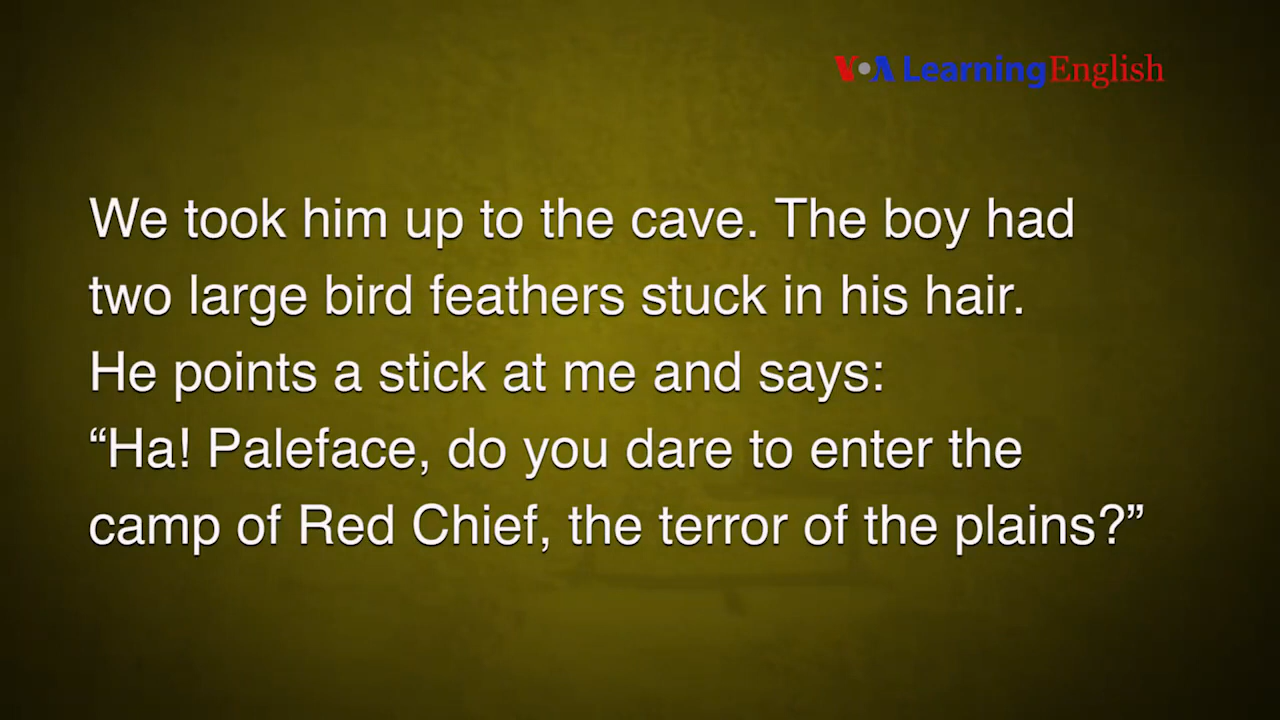 VOA Learning English
We took him up to the cave. The boy had
two large bird feathers stuck in his hair.
He points a stick at me and says:
“Ha! Paleface, do you dare to enter the
camp of Red Chief, the terror of the plains?”